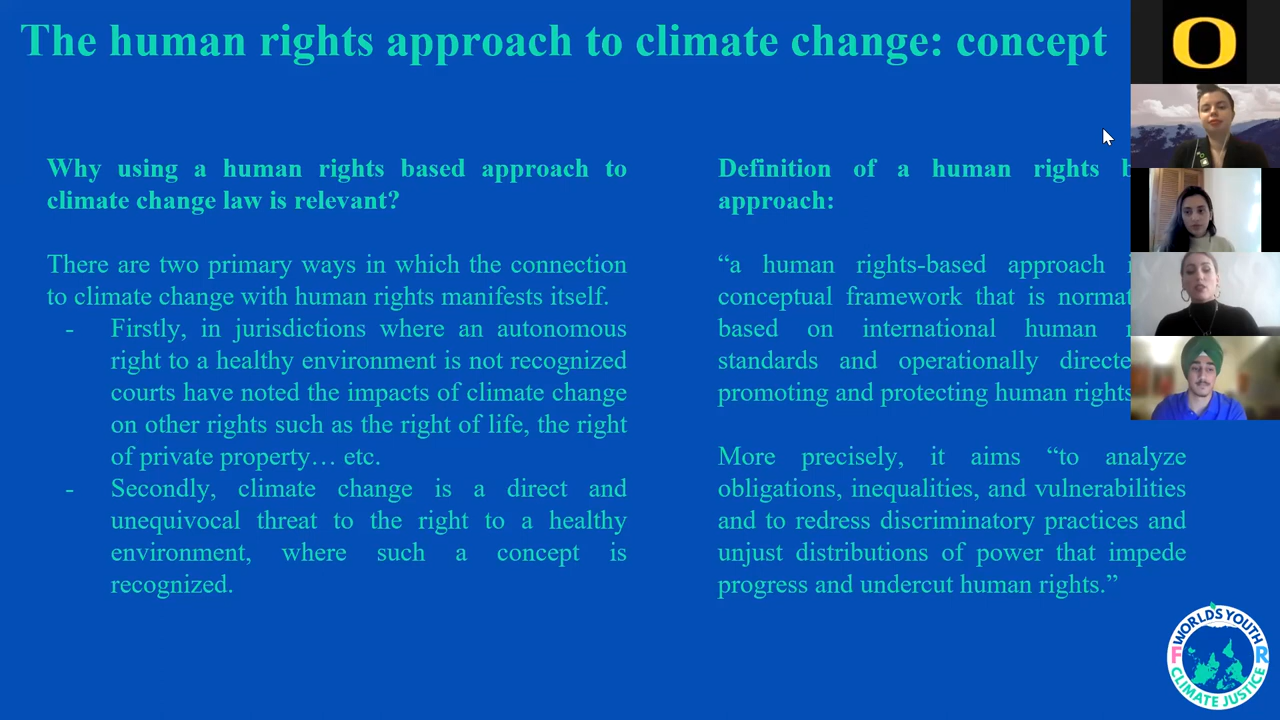 The human rights approach to climate change: concept
Why using a human rights based approach to
climate change law is relevant?
There are two primary ways in which the connection
to climate change with human rights manifests itself.
- Firstly, in jurisdictions where an autonomous
right to a healthy environment is not recognized
courts have noted the impacts of climate change
on other rights such as the right of life, the right
of private property… etc.
- Secondly, climate change is a direct and
unequivocal threat to the right to a healthy
environment, where such a concept is
recognized.
Definition of a human rights
approach:
“a human rights-based approach
conceptual framework that is
based on international human
standards and operationally
promoting and protecting human rights
More precisely, it aims “to analyze
obligations, inequalities, and vulnerabilities
and to redress discriminatory practices and
unjust distributions of power that impede
progress and undercut human rights.”
O
WORLD'S YOUTH
F R
CLIMATE JUSTICE